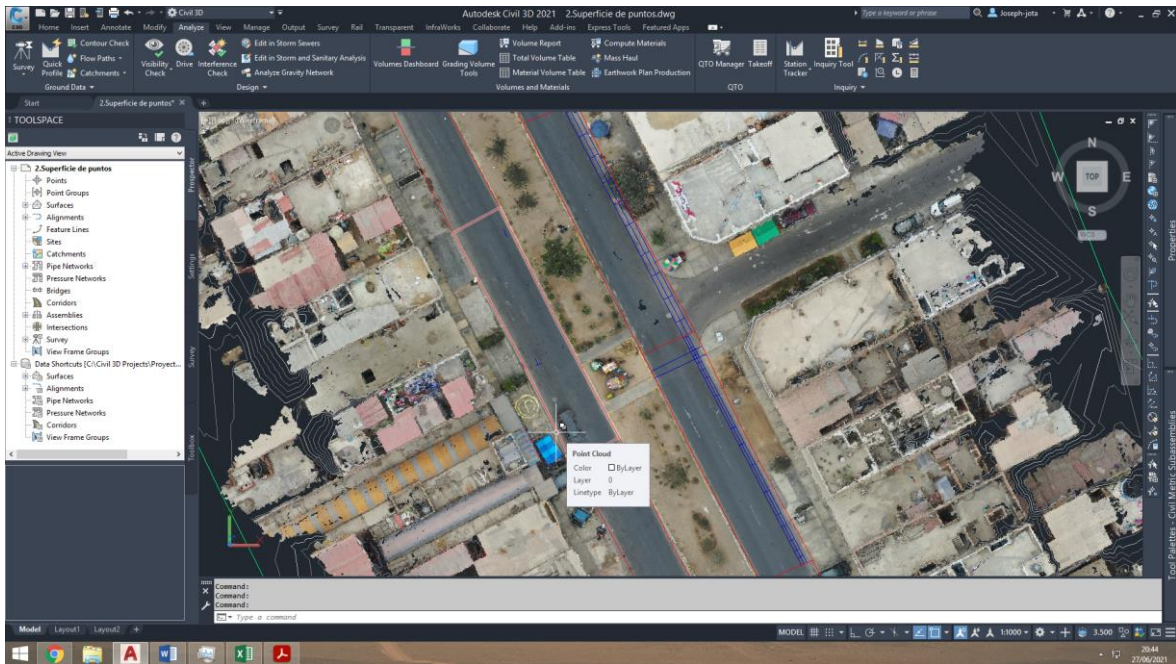 Civil 3D
Autodesk Civil 3D 2021 2.Superficie de puntos.dwg
Type a keyword or phrase
Joseph-jota
Home Insert Annotate Modify Analyze View Manage Output Survey Rail Transparent InfraWorks Collaborate Help Add-ins Express Tools Featured Apps
Survey
Quick Profile
Contour Check
Flow Paths
Catchments
Ground Data
Visibility Check
Drive
Interference Check
Edit in Storm Sewers
Edit in Storm and Sanitary Analysis
Analyze Gravity Network
Design
Volumes Dashboard
Grading Volume Tools
Volume Report
Total Volume Table
Material Volume Table
Compute Materials
Mass Haul
Earthwork Plan Production
Volumes and Materials
QTO Manager
Takeoff
QTO
Station Tracker
Inquiry Tool
Inquiry
Start
2.Superficie de puntos*
TOOLSPACE
Active Drawing View
2.Superficie de puntos
Points
Point Groups
Surfaces
Alignments
Feature Lines
Sites
Catchments
Pipe Networks
Pressure Networks
Bridges
Corridors
Assemblies
Intersections
Survey
View Frame Groups
Data Shortcuts [C:\Civil 3D Projects\Proyect...
Surfaces
Alignments
Pipe Networks
Pressure Networks
Corridors
View Frame Groups
Prospector
Settings
Survey
Toolbox
N
W
TOP
E
S
WCS
Point Cloud
Color ByLayer
Layer 0
Linetype ByLayer
Properties
Tool Palettes - Civil Metric Subassemblies
Command:
Command:
Command:
Type a command
Model Layout1 Layout2 +
MODEL
1:1000
3.500
20:44
27/06/2021